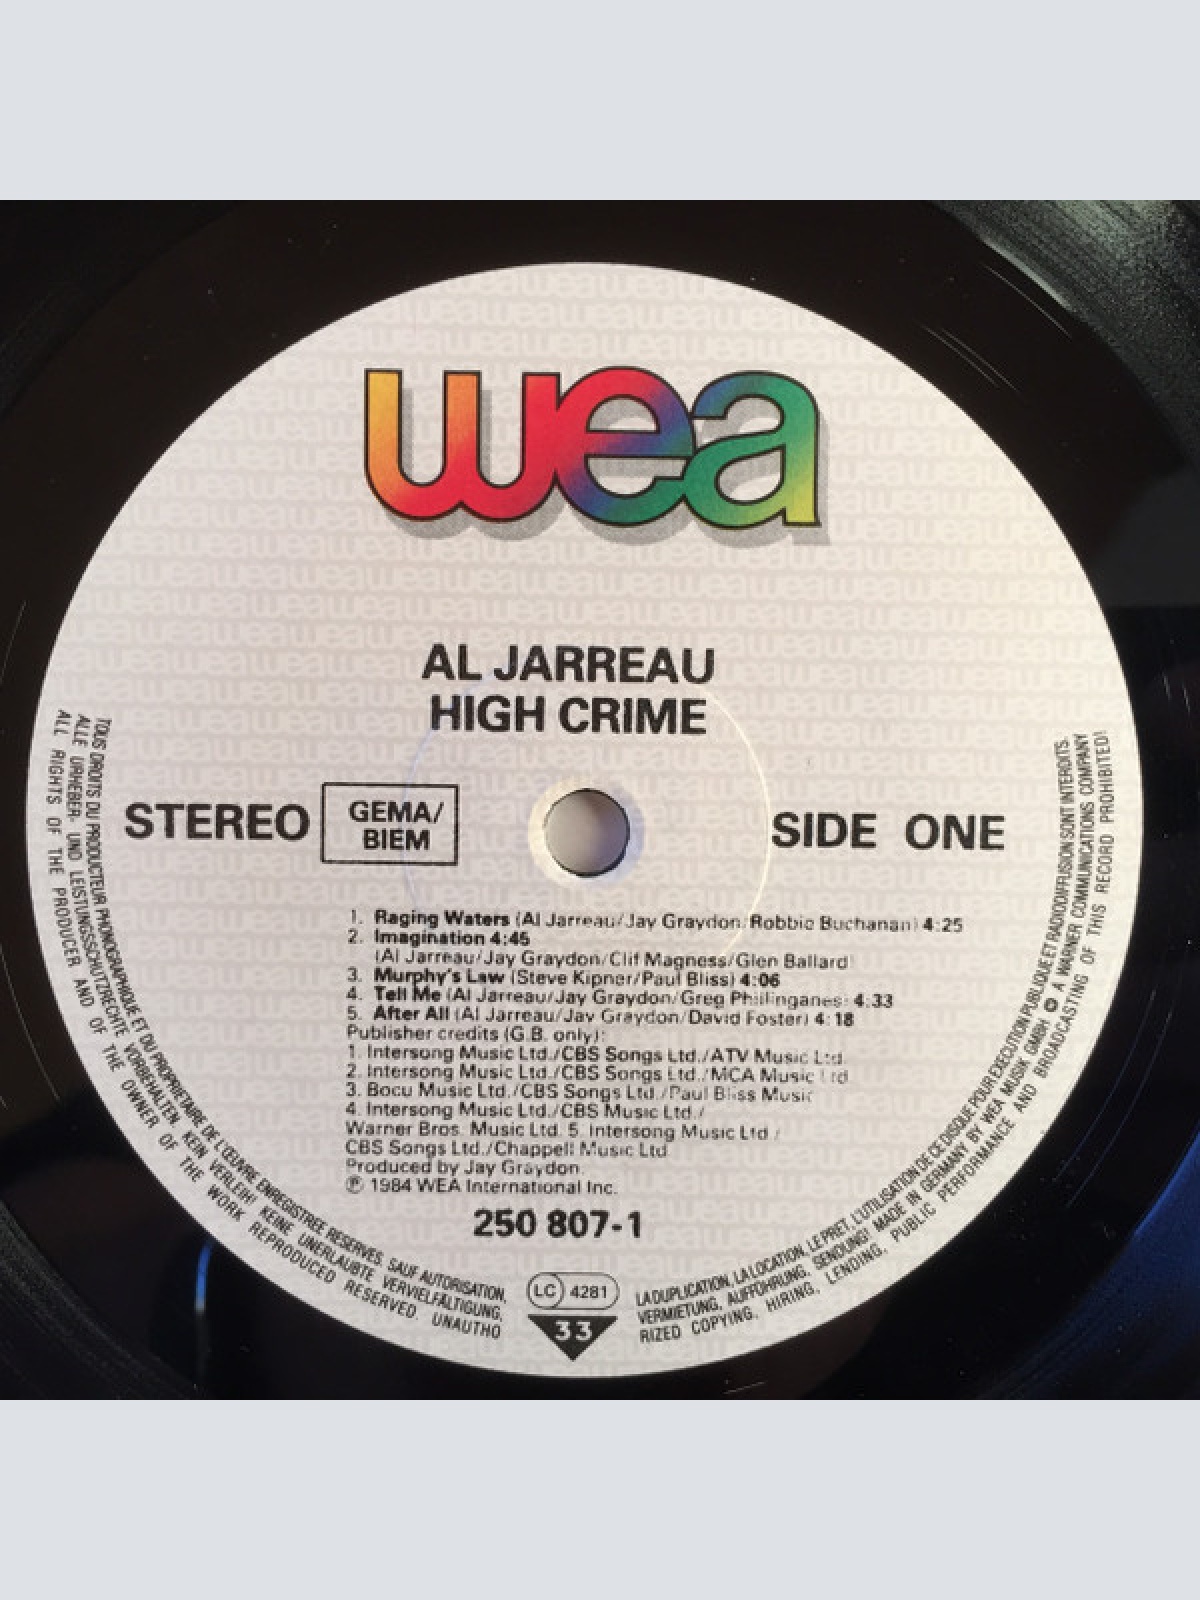 wea
AL JARREAU
HIGH CRIME
STEREO
GEMA/
BIEM
SIDE ONE
1. Raging Waters (Al Jarreau/Jay Graydon/Robbie Buchanan) 4:25
2. Imagination 4:45
(Al Jarreau/Jay Graydon/Clif Magness/Glen Ballard)
3. Murphy's Law (Steve Kipner/Paul Bliss) 4:06
4. Tell Me (Al Jarreau/Jay Graydon/Greg Phillinganes) 4:33
5. After All (Al Jarreau/Jay Graydon/David Foster) 4:18
Publisher credits (G.B. only):
1. Intersong Music Ltd./CBS Songs Ltd./ATV Music Ltd.
2. Intersong Music Ltd./CBS Songs Ltd./MCA Music Ltd.
3. Bocu Music Ltd./CBS Songs Ltd./Paul Bliss Music
4. Intersong Music Ltd./CBS Music Ltd./
Warner Bros. Music Ltd. 5. Intersong Music Ltd./
CBS Songs Ltd./Chappell Music Ltd.
Produced by Jay Graydon.
℗ 1984 WEA International Inc.
250 807-1
LC 4281
33
TOUS DROITS DU PRODUCTEUR PHONOGRAPHIQUE ET DU PROPRIETAIRE DE L'ŒUVRE ENREGISTREE RESERVES. SAUF AUTORISATION, LA DUPLICATION, LA LOCATION, LE PRET, L'UTILISATION DE CE DISQUE POUR EXECUTION PUBLIQUE ET RADIODIFFUSION SONT INTERDITS.
ALLE URHEBER- UND LEISTUNGSSCHUTZRECHTE VORBEHALTEN. KEIN VERLEIH! KEINE UNERLAUBTE VERVIELFÄLTIGUNG, VERMIETUNG, AUFFÜHRUNG, SENDUNG! MADE IN GERMANY BY WEA MUSIK GMBH A WARNER COMMUNICATIONS COMPANY
ALL RIGHTS OF THE PRODUCER AND OF THE OWNER OF THE WORK REPRODUCED RESERVED. UNAUTHORIZED COPYING, HIRING, LENDING, PUBLIC PERFORMANCE AND BROADCASTING OF THIS RECORD PROHIBITED!